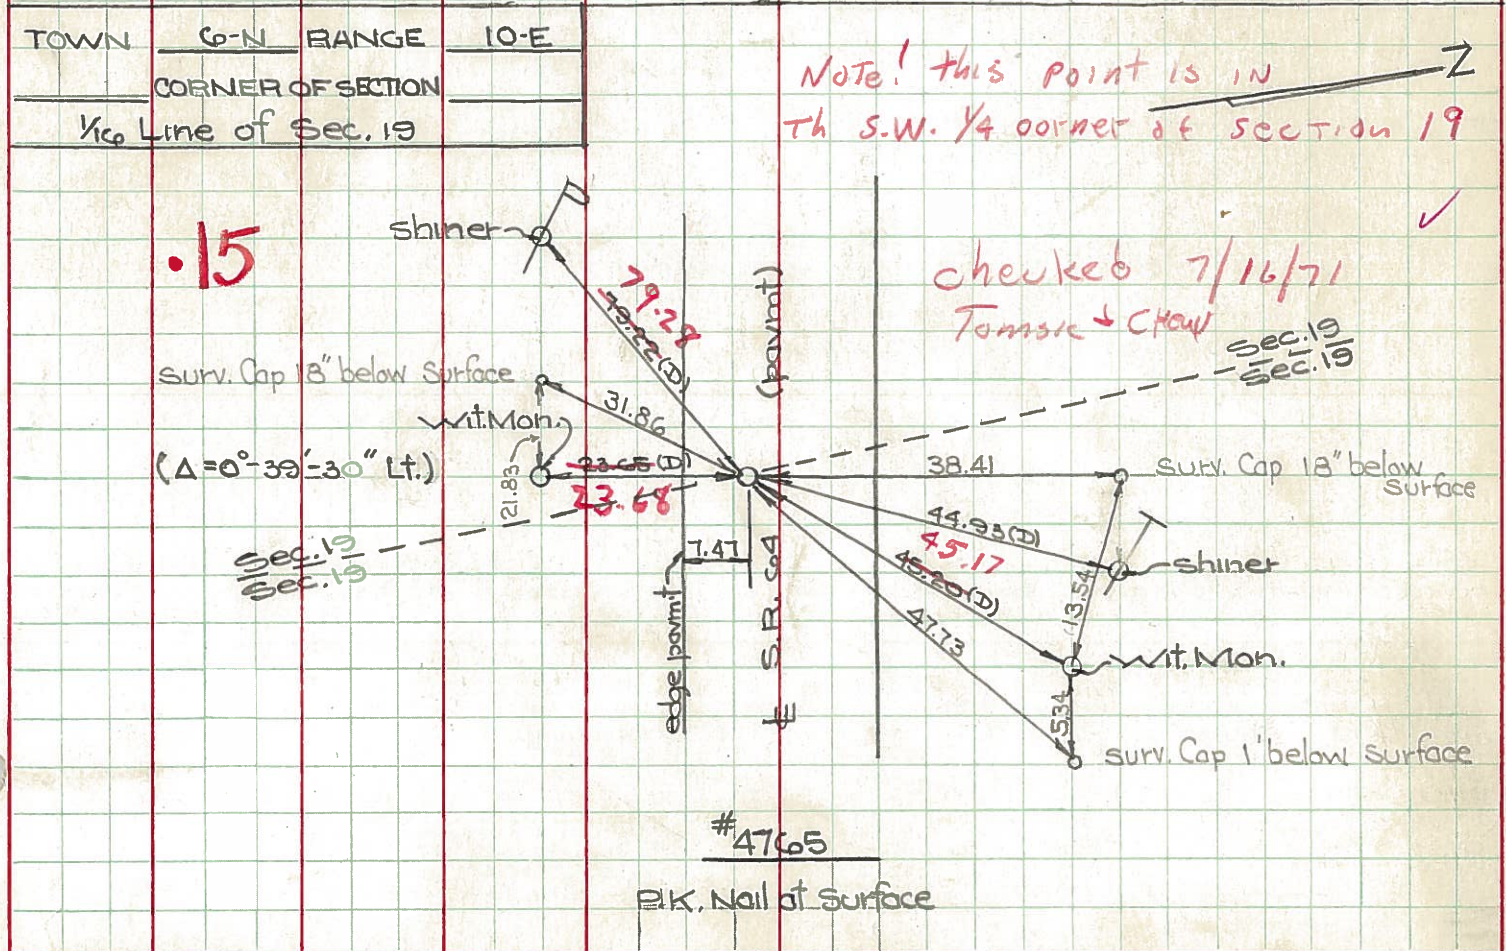 TOWN 6-N RANGE 10-E
CORNER OF SECTION
1/16 Line of Sec. 19
NOTE! this point is in
Th S.W. 1/4 corner of section 19
Z
.15
Shiner
79.28
79.22 (D)
(pavmt)
checked 7/16/71
Sec. 19
Sec. 19
Surv. Cap 18" below Surface
31.86
Wit. Mon.
(Δ = 0°-39'-30" Lt.)
21.83
23.65 (D)
23.68
38.41
Surv. Cap 18" below
Surface
44.93 (D)
45.17
45.20 (D)
47.73
Shiner
13.54
Sec. 19
Sec. 19
7.47
edge pavmt
℄ S.R. 64
Wit. Mon.
5.34
Surv. Cap 1' below Surface
#4765
P.K. Nail at Surface